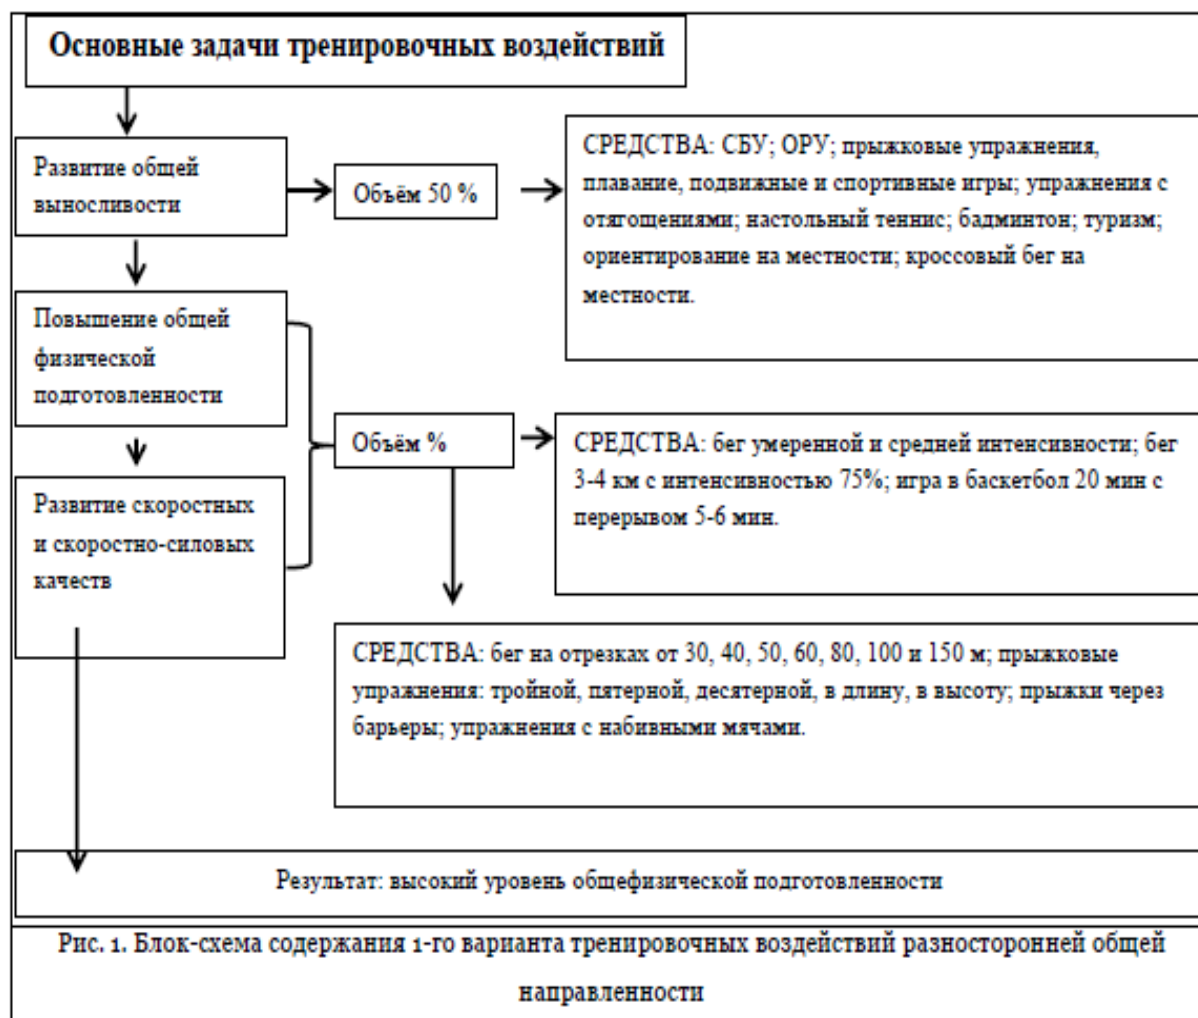 Основные задачи тренировочных воздействий
Развитие общей
выносливости
Объём 50 %
СРЕДСТВА: СБУ; ОРУ; прыжковые упражнения,
плавание, подвижные и спортивные игры; упражнения с
отягощениями; настольный теннис; бадминтон; туризм;
ориентирование на местности; кроссовый бег на
местности.
Повышение общей
физической
подготовленности
Объём %
СРЕДСТВА: бег умеренной и средней интенсивности; бег
3-4 км с интенсивностью 75%; игра в баскетбол 20 мин с
перерывом 5-6 мин.
Развитие скоростных
и скоростно-силовых
качеств
СРЕДСТВА: бег на отрезках от 30, 40, 50, 60, 80, 100 и 150 м; прыжковые
упражнения: тройной, пятерной, десятерной, в длину, в высоту; прыжки через
барьеры; упражнения с набивными мячами.
Результат: высокий уровень общефизической подготовленности
Рис. 1. Блок-схема содержания 1-го варианта тренировочных воздействий разносторонней общей
направленности